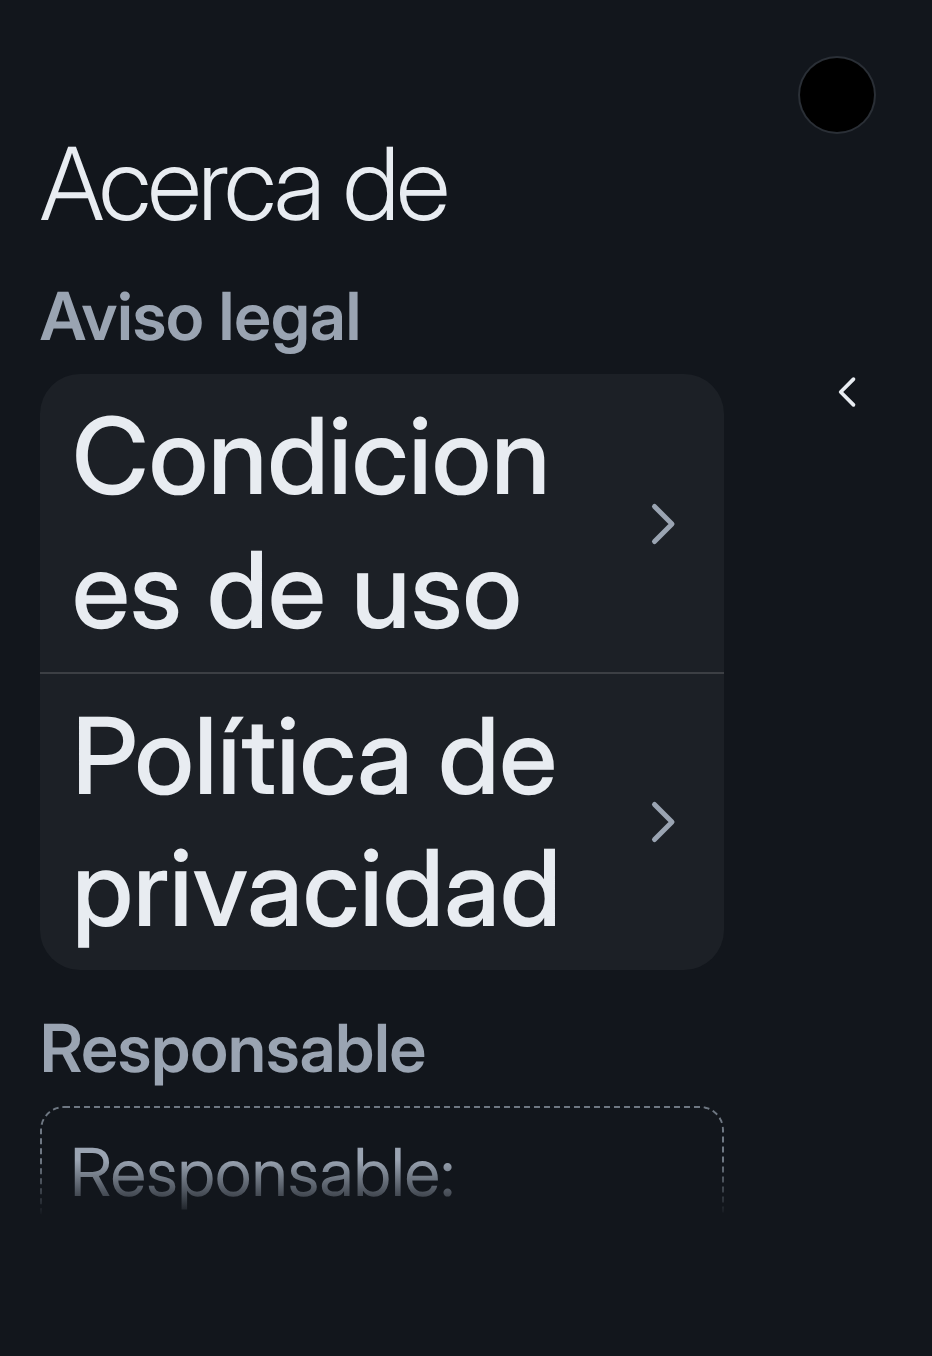 Acerca de
Aviso legal
Condicion
es de uso
Política de
privacidad
Responsable
Responsable: